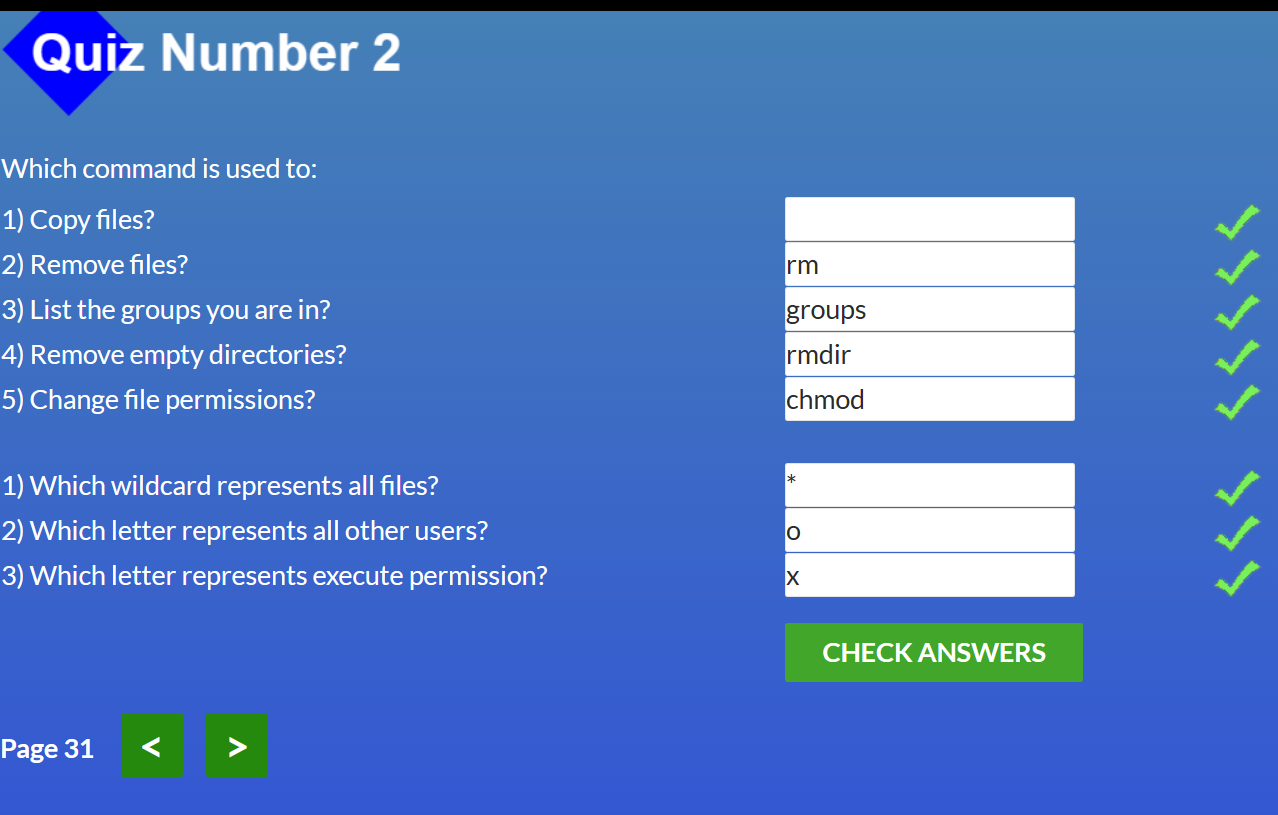 Quiz Number 2
Which command is used to:
1) Copy files?
2) Remove files? rm
3) List the groups you are in? groups
4) Remove empty directories? rmdir
5) Change file permissions? chmod
1) Which wildcard represents all files? *
2) Which letter represents all other users? o
3) Which letter represents execute permission? x
CHECK ANSWERS
Page 31 < >